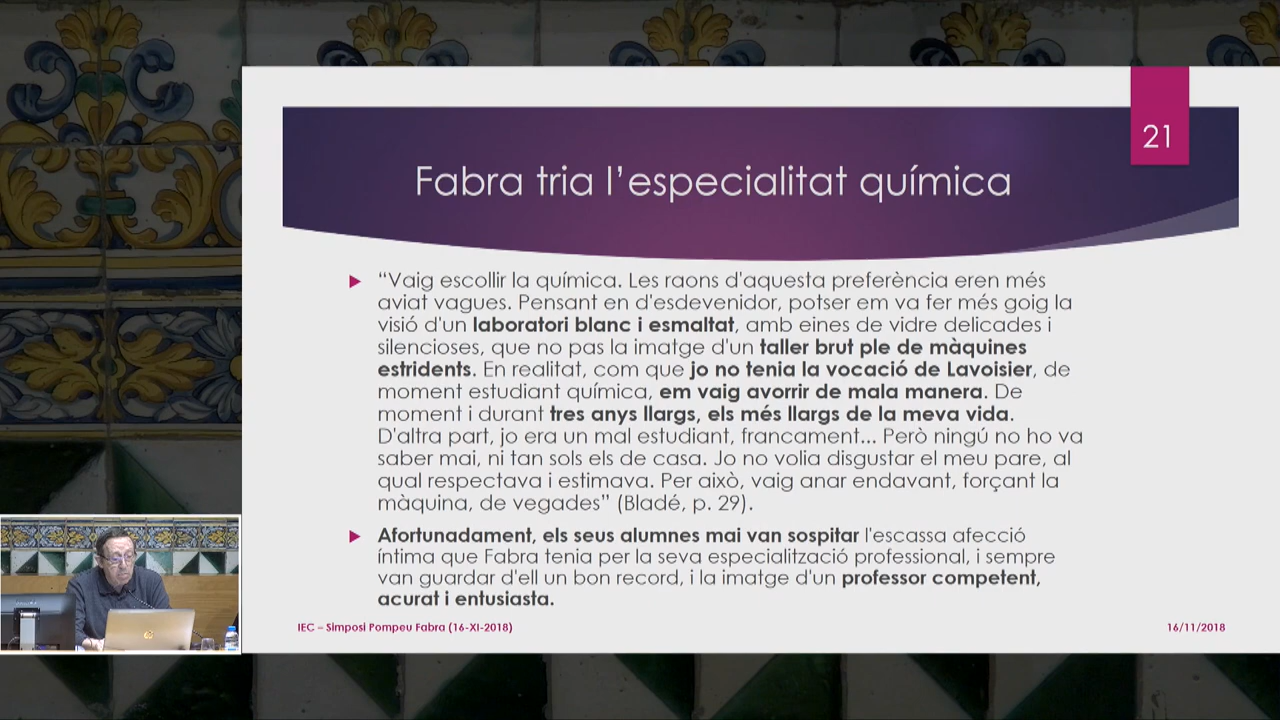 21
Fabra tria l’especialitat química
“Vaig escollir la química. Les raons d'aquesta preferència eren més
aviat vagues. Pensant en d'esdevenidor, potser em va fer més goig la
visió d'un laboratori blanc i esmaltat, amb eines de vidre delicades i
silencioses, que no pas la imatge d'un taller brut ple de màquines
estridents. En realitat, com que jo no tenia la vocació de Lavoisier, de
moment estudiant química, em vaig avorrir de mala manera. De
moment i durant tres anys llargs, els més llargs de la meva vida.
D'altra part, jo era un mal estudiant, francament... Però ningú no ho va
saber mai, ni tan sols els de casa. Jo no volia disgustar el meu pare, al
qual respectava i estimava. Per això, vaig anar endavant, forçant la
màquina, de vegades” (Bladé, p. 29).
Afortunadament, els seus alumnes mai van sospitar l'escassa afecció
íntima que Fabra tenia per la seva especialització professional, i sempre
van guardar d'ell un bon record, i la imatge d'un professor competent,
acurat i entusiasta.
IEC – Simposi Pompeu Fabra (16-XI-2018)
16/11/2018